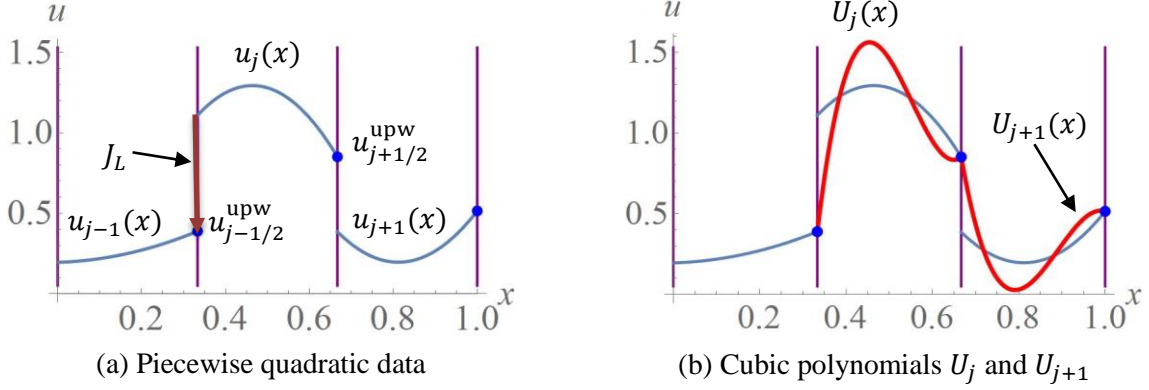 u
1.5
1.0
0.5
u_j(x)
u^{upw}_{j+1/2}
J_L
u_{j-1}(x)
u^{upw}_{j-1/2}
u_{j+1}(x)
0.2 0.4 0.6 0.8 1.0 x
(a) Piecewise quadratic data
u
U_j(x)
1.5
1.0
0.5
U_{j+1}(x)
0.2 0.4 0.6 0.8 1.0 x
(b) Cubic polynomials U_j and U_{j+1}